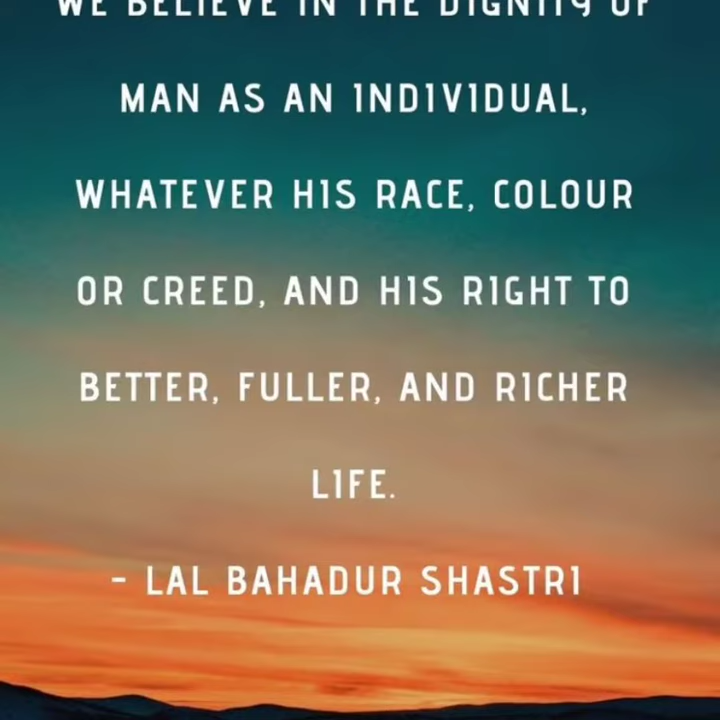 WE BELIEVE IN THE DIGNITY OF
MAN AS AN INDIVIDUAL,
WHATEVER HIS RACE, COLOUR
OR CREED, AND HIS RIGHT TO
BETTER, FULLER, AND RICHER
LIFE.
- LAL BAHADUR SHASTRI